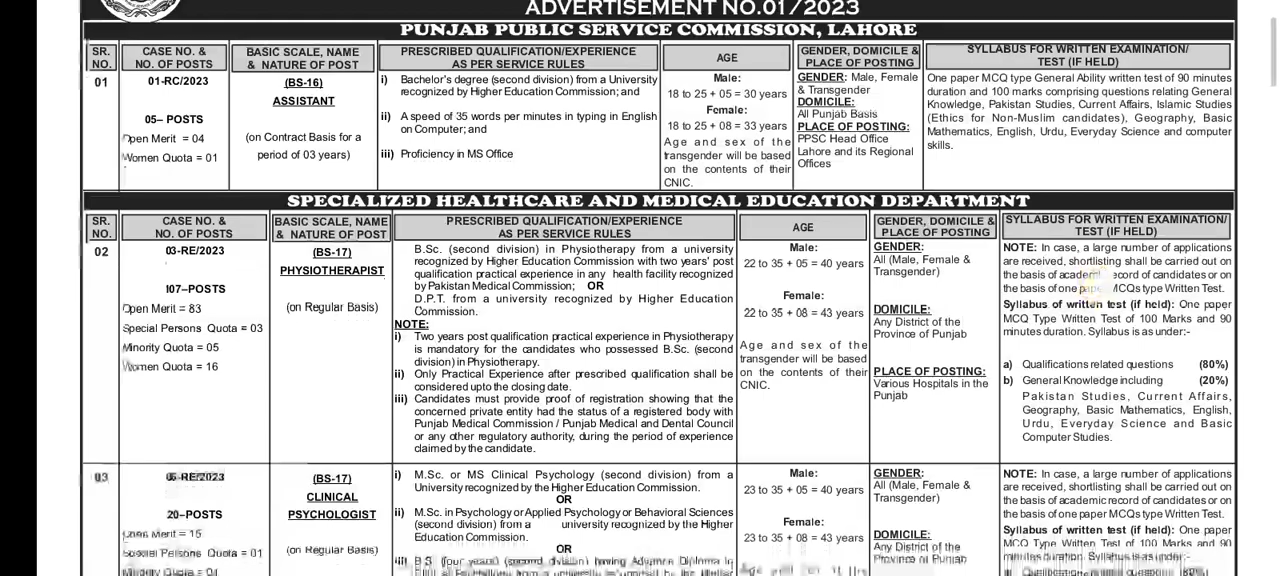 ADVERTISEMENT NO.01/2023
PUNJAB PUBLIC SERVICE COMMISSION, LAHORE
SR. NO.
CASE NO. &
NO. OF POSTS
BASIC SCALE, NAME
& NATURE OF POST
PRESCRIBED QUALIFICATION/EXPERIENCE
AS PER SERVICE RULES
AGE
GENDER, DOMICILE &
PLACE OF POSTING
SYLLABUS FOR WRITTEN EXAMINATION/
TEST (IF HELD)
01
01-RC/2023
05– POSTS
Open Merit = 04
Women Quota = 01
(BS-16)
ASSISTANT
(on Contract Basis for a
period of 03 years)
i) Bachelor's degree (second division) from a University
recognized by Higher Education Commission; and
ii) A speed of 35 words per minutes in typing in English
on Computer; and
iii) Proficiency in MS Office
Male:
18 to 25 + 05 = 30 years
Female:
18 to 25 + 08 = 33 years
Age and sex of the
transgender will be based
on the contents of their
CNIC.
GENDER: Male, Female
& Transgender
DOMICILE:
All Punjab Basis
PLACE OF POSTING:
PPSC Head Office
Lahore and its Regional
Offices
One paper MCQ type General Ability written test of 90 minutes
duration and 100 marks comprising questions relating General
Knowledge, Pakistan Studies, Current Affairs, Islamic Studies
(Ethics for Non-Muslim candidates), Geography, Basic
Mathematics, English, Urdu, Everyday Science and computer
skills.
SPECIALIZED HEALTHCARE AND MEDICAL EDUCATION DEPARTMENT
SR.
NO.
CASE NO. &
NO. OF POSTS
BASIC SCALE, NAME
& NATURE OF POST
PRESCRIBED QUALIFICATION/EXPERIENCE
AS PER SERVICE RULES
AGE
GENDER, DOMICILE &
PLACE OF POSTING
SYLLABUS FOR WRITTEN EXAMINATION/
TEST (IF HELD)
02
03-RE/2023
107–POSTS
Open Merit = 83
Special Persons Quota = 03
Minority Quota = 05
Women Quota = 16
(BS-17)
PHYSIOTHERAPIST
(on Regular Basis)
B.Sc. (second division) in Physiotherapy from a university
recognized by Higher Education Commission with two years' post
qualification practical experience in any health facility recognized
by Pakistan Medical Commission; OR
D.P.T. from a university recognized by Higher Education
Commission.
NOTE:
i) Two years post qualification practical experience in Physiotherapy
is mandatory for the candidates who possessed B.Sc. (second
division) in Physiotherapy.
ii) Only Practical Experience after prescribed qualification shall be
considered upto the closing date.
iii) Candidates must provide proof of registration showing that the
concerned private entity had the status of a registered body with
Punjab Medical Commission / Punjab Medical and Dental Council
or any other regulatory authority, during the period of experience
claimed by the candidate.
Male:
22 to 35 + 05 = 40 years
Female:
22 to 35 + 08 = 43 years
Age and sex of the
transgender will be based
on the contents of their
CNIC.
GENDER:
All (Male, Female &
Transgender)
DOMICILE:
Any District of the
Province of Punjab
PLACE OF POSTING:
Various Hospitals in the
Punjab
NOTE: In case, a large number of applications
are received, shortlisting shall be carried out on
the basis of academ ecord of candidates or on
the basis of one pape MCQs type Written Test.
Syllabus of written test (if held): One paper
MCQ Type Written Test of 100 Marks and 90
minutes duration. Syllabus is as under:-
a) Qualifications related questions (80%)
b) General Knowledge including (20%)
Pakistan Studies, Current Affairs,
Geography, Basic Mathematics, English,
Urdu, Everyday Science and Basic
Computer Studies.
03
20–POSTS
Open Merit = 15
Special Persons Quota = 01
(BS-17)
CLINICAL
PSYCHOLOGIST
(on Regular Basis)
i) M.Sc. or MS Clinical Psychology (second division) from a
University recognized by the Higher Education Commission.
OR
ii) M.Sc. in Psychology or Applied Psychology or Behavioral Sciences
(second division) from a university recognized by the Higher
Education Commission.
OR
Male:
23 to 35 + 05 = 40 years
Female:
23 to 35 + 08 = 43 years
GENDER:
All (Male, Female &
Transgender)
DOMICILE:
Any District of the
Province of Punjab
NOTE: In case, a large number of applications
are received, shortlisting shall be carried out on
the basis of academic record of candidates or on
the basis of one paper MCQs type Written Test.
Syllabus of written test (if held): One paper
MCQ Type Written Test of 100 Marks and 90
minutes duration. Syllabus is as under:-